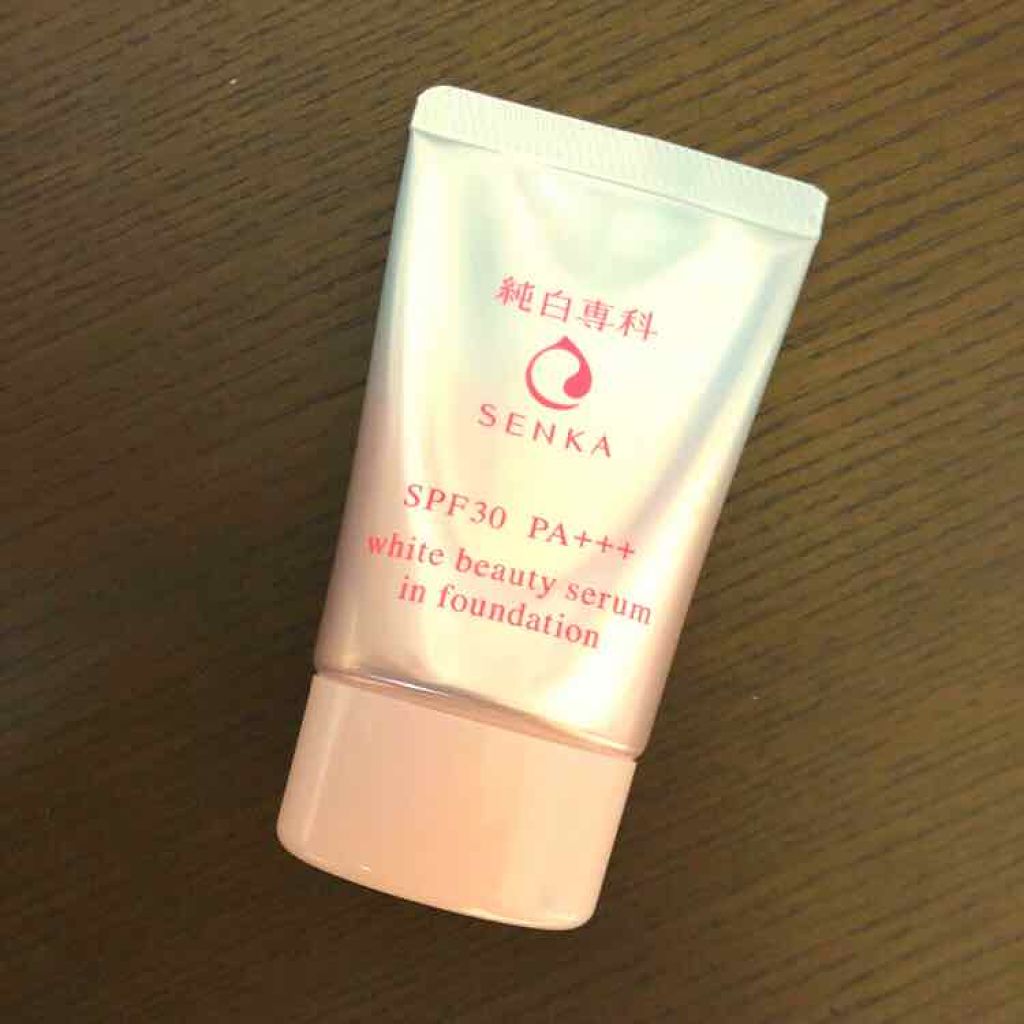 純白専科
SENKA
SPF30 PA+++
white beauty serum
in foundation